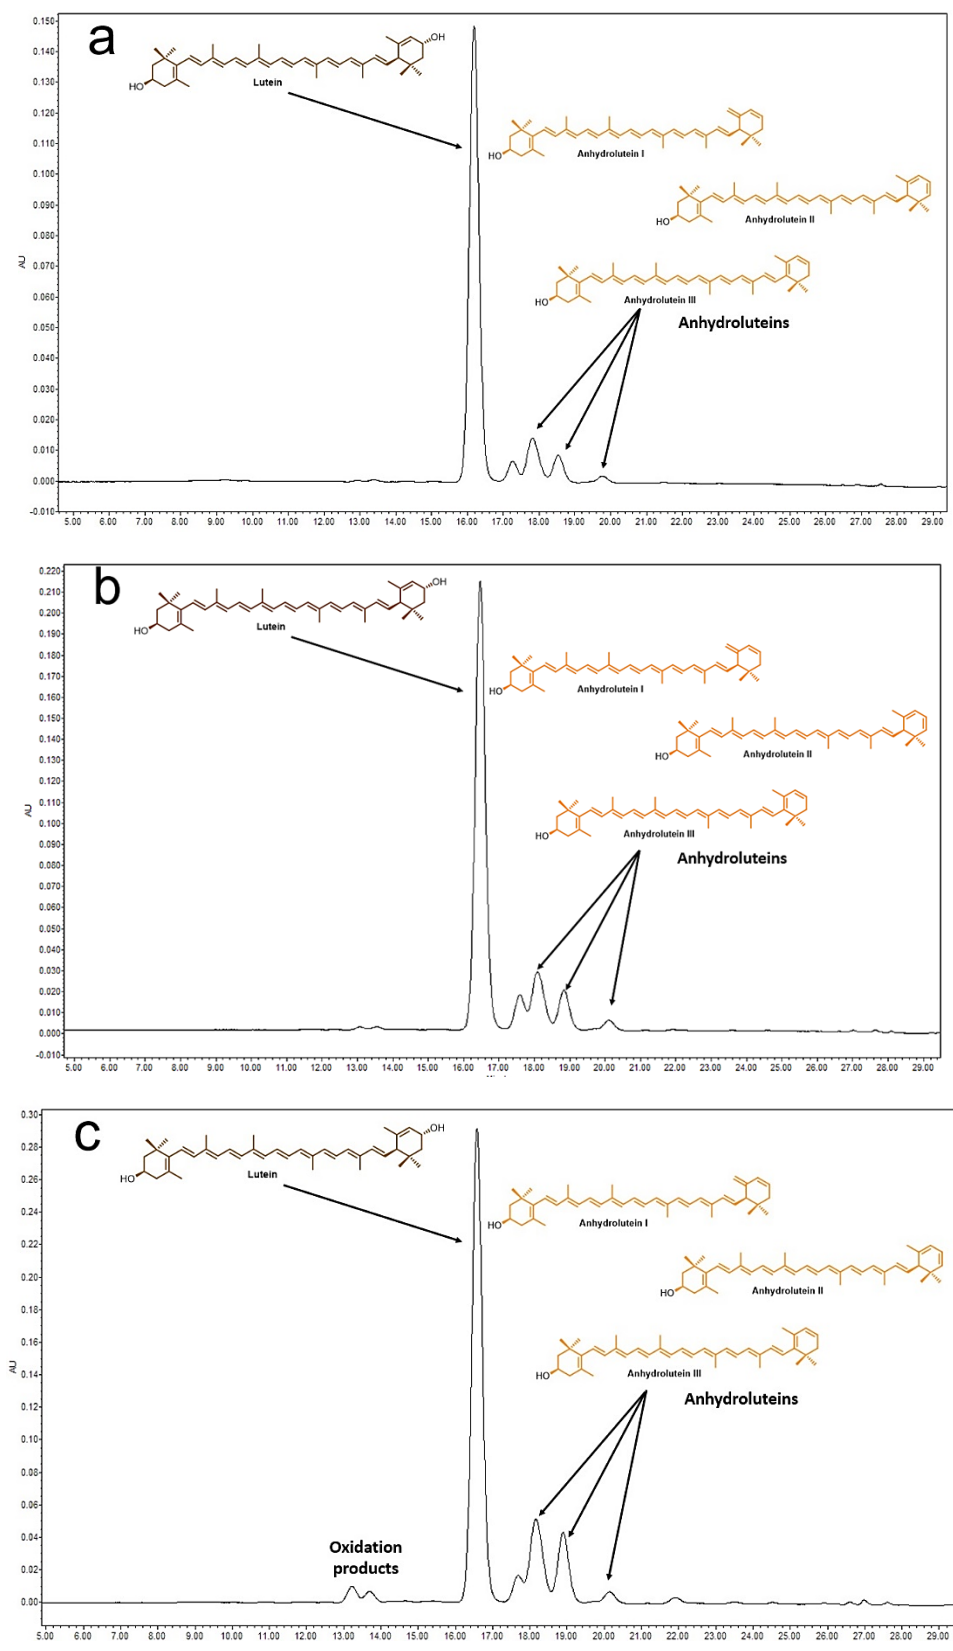 a
OH
HO
Lutein
HO
Anhydrolutein I
HO
Anhydrolutein II
HO
Anhydrolutein III
Anhydroluteins
AU
0.150
0.140
0.130
0.120
0.110
0.100
0.090
0.080
0.070
0.060
0.050
0.040
0.030
0.020
0.010
0.000
-0.010
5.00 6.00 7.00 8.00 9.00 10.00 11.00 12.00 13.00 14.00 15.00 16.00 17.00 18.00 19.00 20.00 21.00 22.00 23.00 24.00 25.00 26.00 27.00 28.00 29.00
b
OH
HO
Lutein
HO
Anhydrolutein I
HO
Anhydrolutein II
HO
Anhydrolutein III
Anhydroluteins
AU
0.220
0.210
0.200
0.190
0.180
0.170
0.160
0.150
0.140
0.130
0.120
0.110
0.100
0.090
0.080
0.070
0.060
0.050
0.040
0.030
0.020
0.010
0.000
-0.010
5.00 6.00 7.00 8.00 9.00 10.00 11.00 12.00 13.00 14.00 15.00 16.00 17.00 18.00 19.00 20.00 21.00 22.00 23.00 24.00 25.00 26.00 27.00 28.00 29.00
c
OH
HO
Lutein
HO
Anhydrolutein I
HO
Anhydrolutein II
HO
Anhydrolutein III
Anhydroluteins
Oxidation
products
AU
0.30
0.28
0.26
0.24
0.22
0.20
0.18
0.16
0.14
0.12
0.10
0.08
0.06
0.04
0.02
0.00
5.00 6.00 7.00 8.00 9.00 10.00 11.00 12.00 13.00 14.00 15.00 16.00 17.00 18.00 19.00 20.00 21.00 22.00 23.00 24.00 25.00 26.00 27.00 28.00 29.00